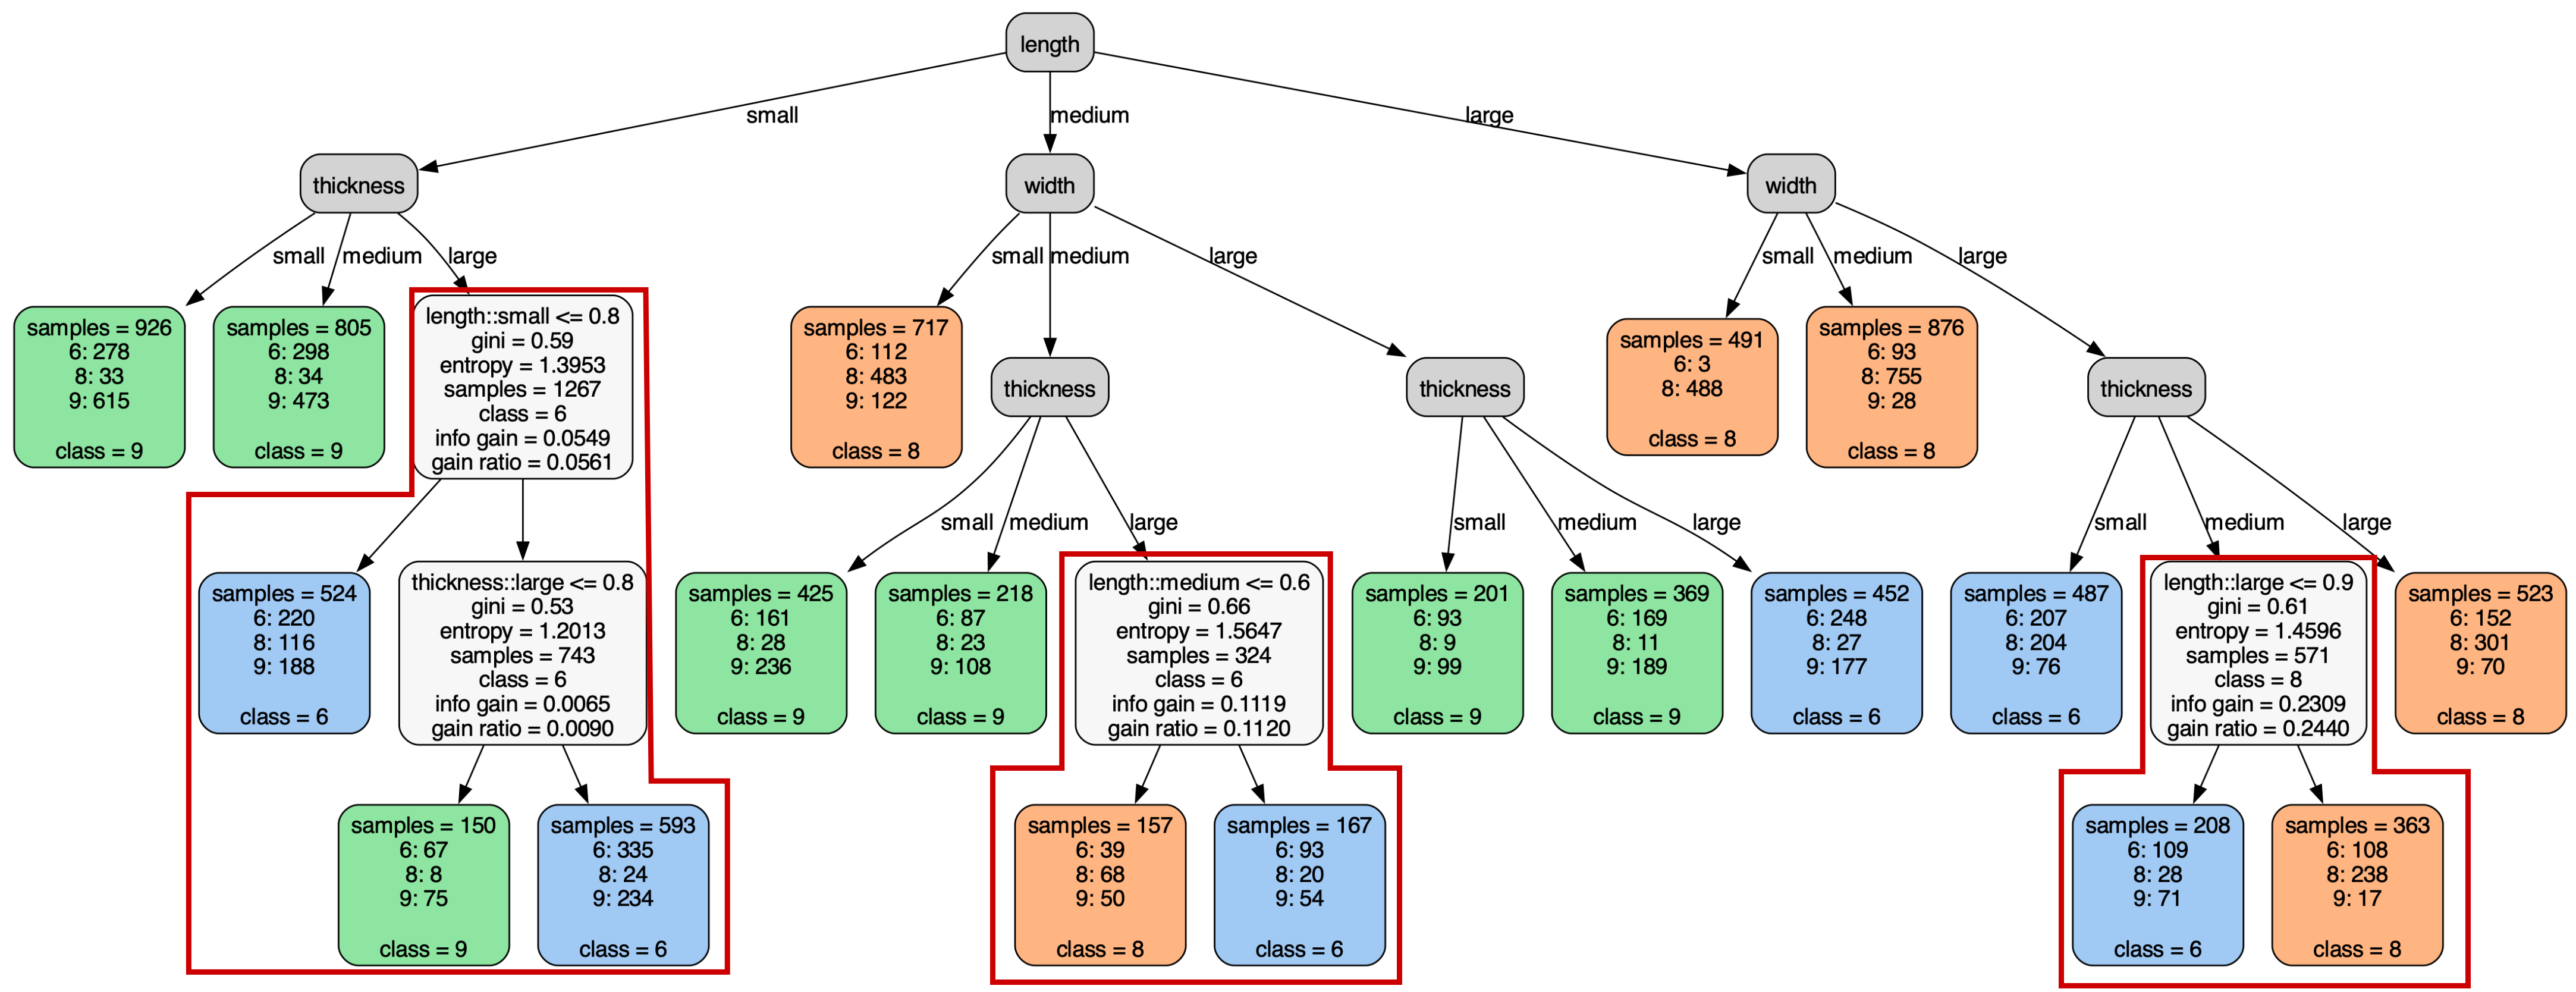 length
small
medium
large
thickness
width
width
small
medium
large
small
medium
large
small
medium
large
samples = 926
6: 278
8: 33
9: 615
class = 9
samples = 805
6: 298
8: 34
9: 473
class = 9
length::small <= 0.8
gini = 0.59
entropy = 1.3953
samples = 1267
class = 6
info gain = 0.0549
gain ratio = 0.0561
samples = 717
6: 112
8: 483
9: 122
class = 8
thickness
thickness
samples = 491
6: 3
8: 488
class = 8
samples = 876
6: 93
8: 755
9: 28
class = 8
thickness
small
medium
large
small
medium
large
small
medium
large
samples = 524
6: 220
8: 116
9: 188
class = 6
thickness::large <= 0.8
gini = 0.53
entropy = 1.2013
samples = 743
class = 6
info gain = 0.0065
gain ratio = 0.0090
samples = 425
6: 161
8: 28
9: 236
class = 9
samples = 218
6: 87
8: 23
9: 108
class = 9
length::medium <= 0.6
gini = 0.66
entropy = 1.5647
samples = 324
class = 6
info gain = 0.1119
gain ratio = 0.1120
samples = 201
6: 93
8: 9
9: 99
class = 9
samples = 369
6: 169
8: 11
9: 189
class = 9
samples = 452
6: 248
8: 27
9: 177
class = 6
samples = 487
6: 207
8: 204
9: 76
class = 6
length::large <= 0.9
gini = 0.61
entropy = 1.4596
samples = 571
class = 8
info gain = 0.2309
gain ratio = 0.2440
samples = 523
6: 152
8: 301
9: 70
class = 8
samples = 150
6: 67
8: 8
9: 75
class = 9
samples = 593
6: 335
8: 24
9: 234
class = 6
samples = 157
6: 39
8: 68
9: 50
class = 8
samples = 167
6: 93
8: 20
9: 54
class = 6
samples = 208
6: 109
8: 28
9: 71
class = 6
samples = 363
6: 108
8: 238
9: 17
class = 8